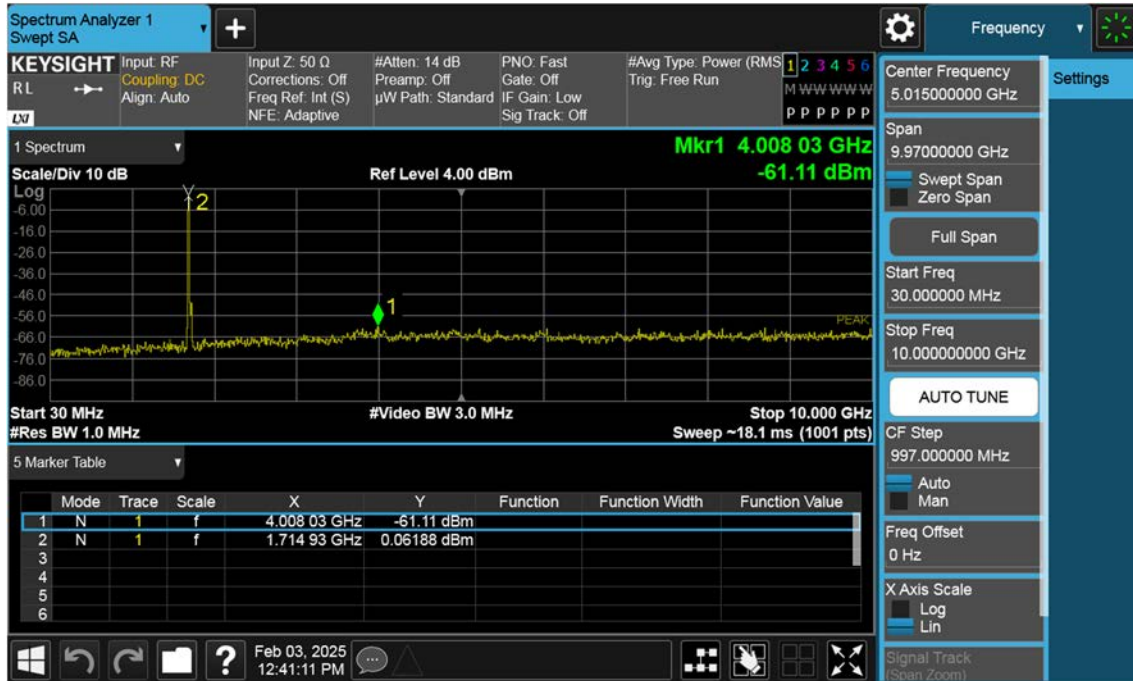 Spectrum Analyzer 1
Swept SA
Frequency
KEYSIGHT
R L
LXI
Input: RF
Coupling: DC
Align: Auto
Input Z: 50 Ω
Corrections: Off
Freq Ref: Int (S)
NFE: Adaptive
#Atten: 14 dB
Preamp: Off
µW Path: Standard
PNO: Fast
Gate: Off
IF Gain: Low
Sig Track: Off
#Avg Type: Power (RMS
Trig: Free Run
1 2 3 4 5 6
M W W W W W
P P P P P P
1 Spectrum
Mkr1 4.008 03 GHz
Scale/Div 10 dB
Ref Level 4.00 dBm
-61.11 dBm
Log
-6.00
-16.0
-26.0
-36.0
-46.0
-56.0
-66.0
-76.0
-86.0
2
1
PEAK
Start 30 MHz
#Video BW 3.0 MHz
Stop 10.000 GHz
#Res BW 1.0 MHz
Sweep ~18.1 ms (1001 pts)
5 Marker Table
Mode Trace Scale X Y Function Function Width Function Value
1 N 1 f 4.008 03 GHz -61.11 dBm
2 N 1 f 1.714 93 GHz 0.06188 dBm
3
4
5
6
Feb 03, 2025
12:41:11 PM
Center Frequency
5.015000000 GHz
Settings
Span
9.97000000 GHz
Swept Span
Zero Span
Full Span
Start Freq
30.000000 MHz
Stop Freq
10.000000000 GHz
AUTO TUNE
CF Step
997.000000 MHz
Auto
Man
Freq Offset
0 Hz
X Axis Scale
Log
Lin
Signal Track
(Span Zoom)